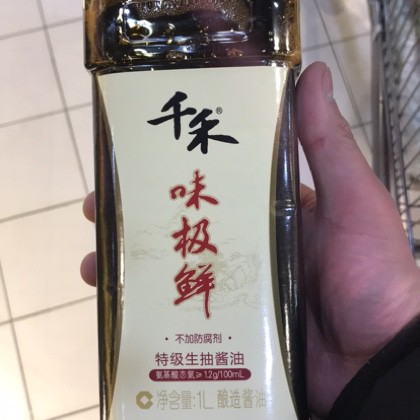 千禾®
味极鲜
不加防腐剂
特级生抽酱油
氨基酸态氮≥1.2g/100mL
净含量:1L 酿造酱油